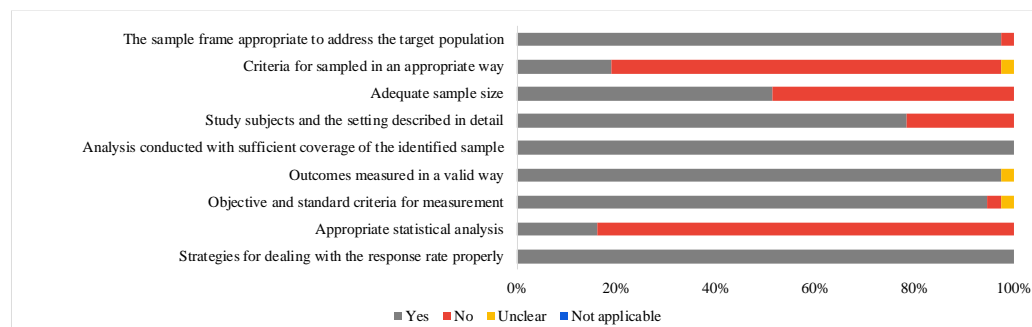 The sample frame appropriate to address the target population
Criteria for sampled in an appropriate way
Adequate sample size
Study subjects and the setting described in detail
Analysis conducted with sufficient coverage of the identified sample
Outcomes measured in a valid way
Objective and standard criteria for measurement
Appropriate statistical analysis
Strategies for dealing with the response rate properly
0% 20% 40% 60% 80% 100%
Yes No Unclear Not applicable